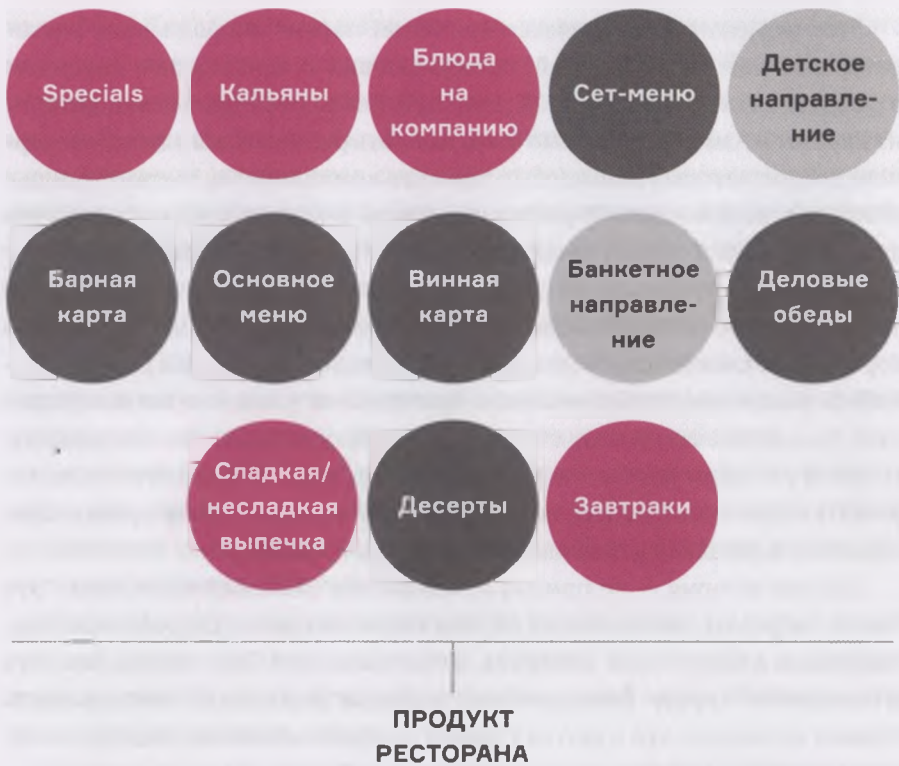 Specials
Кальяны
Блюда
на
компанию
Сет-меню
Детское
направле-
ние
Барная
карта
Основное
меню
Винная
карта
Банкетное
направле-
ние
Деловые
обеды
Сладкая/
несладкая
выпечка
Десерты
Завтраки
ПРОДУКТ
РЕСТОРАНА